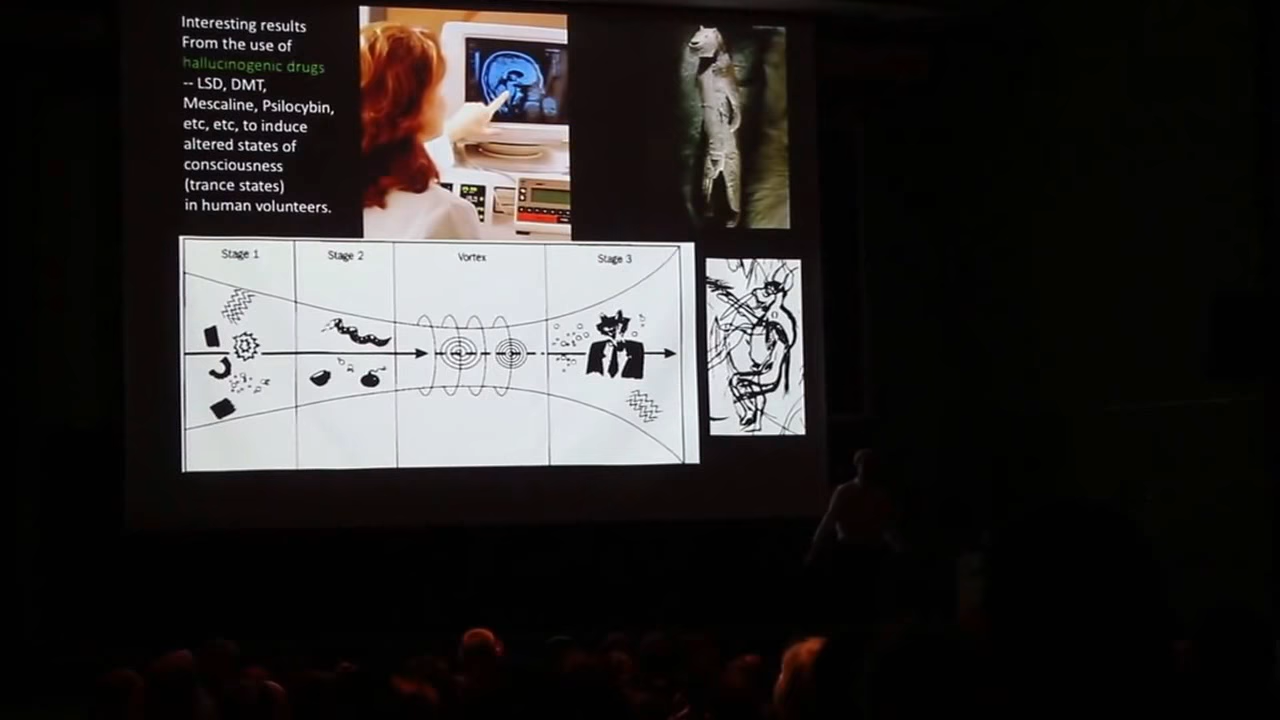 Interesting results
From the use of
hallucinogenic drugs
-- LSD, DMT,
Mescaline, Psilocybin,
etc, etc, to induce
altered states of
consciousness
(trance states)
in human volunteers.
Stage 1
Stage 2
Vortex
Stage 3